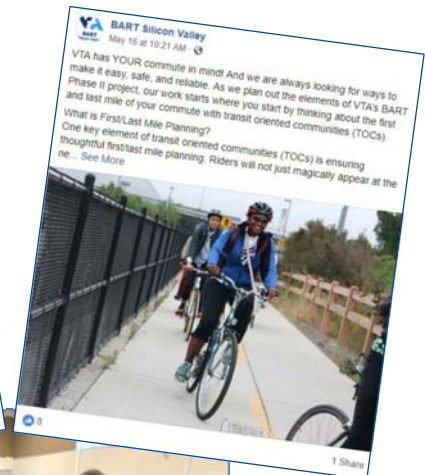 VTA
BART
BART Silicon Valley
May 16 at 10:21 AM ·
VTA has YOUR commute in mind! And we are always looking for ways to
make it easy, safe, and reliable. As we plan out the elements of VTA's BART
Phase II project, our work starts where you start by thinking about the first
and last mile of your commute with transit oriented communities (TOCs).
What is First/Last Mile Planning?
One key element of transit oriented communities (TOCs) is ensuring
thoughtful first/last mile planning. Riders will not just magically appear at the
ne... See More
8
1 Share